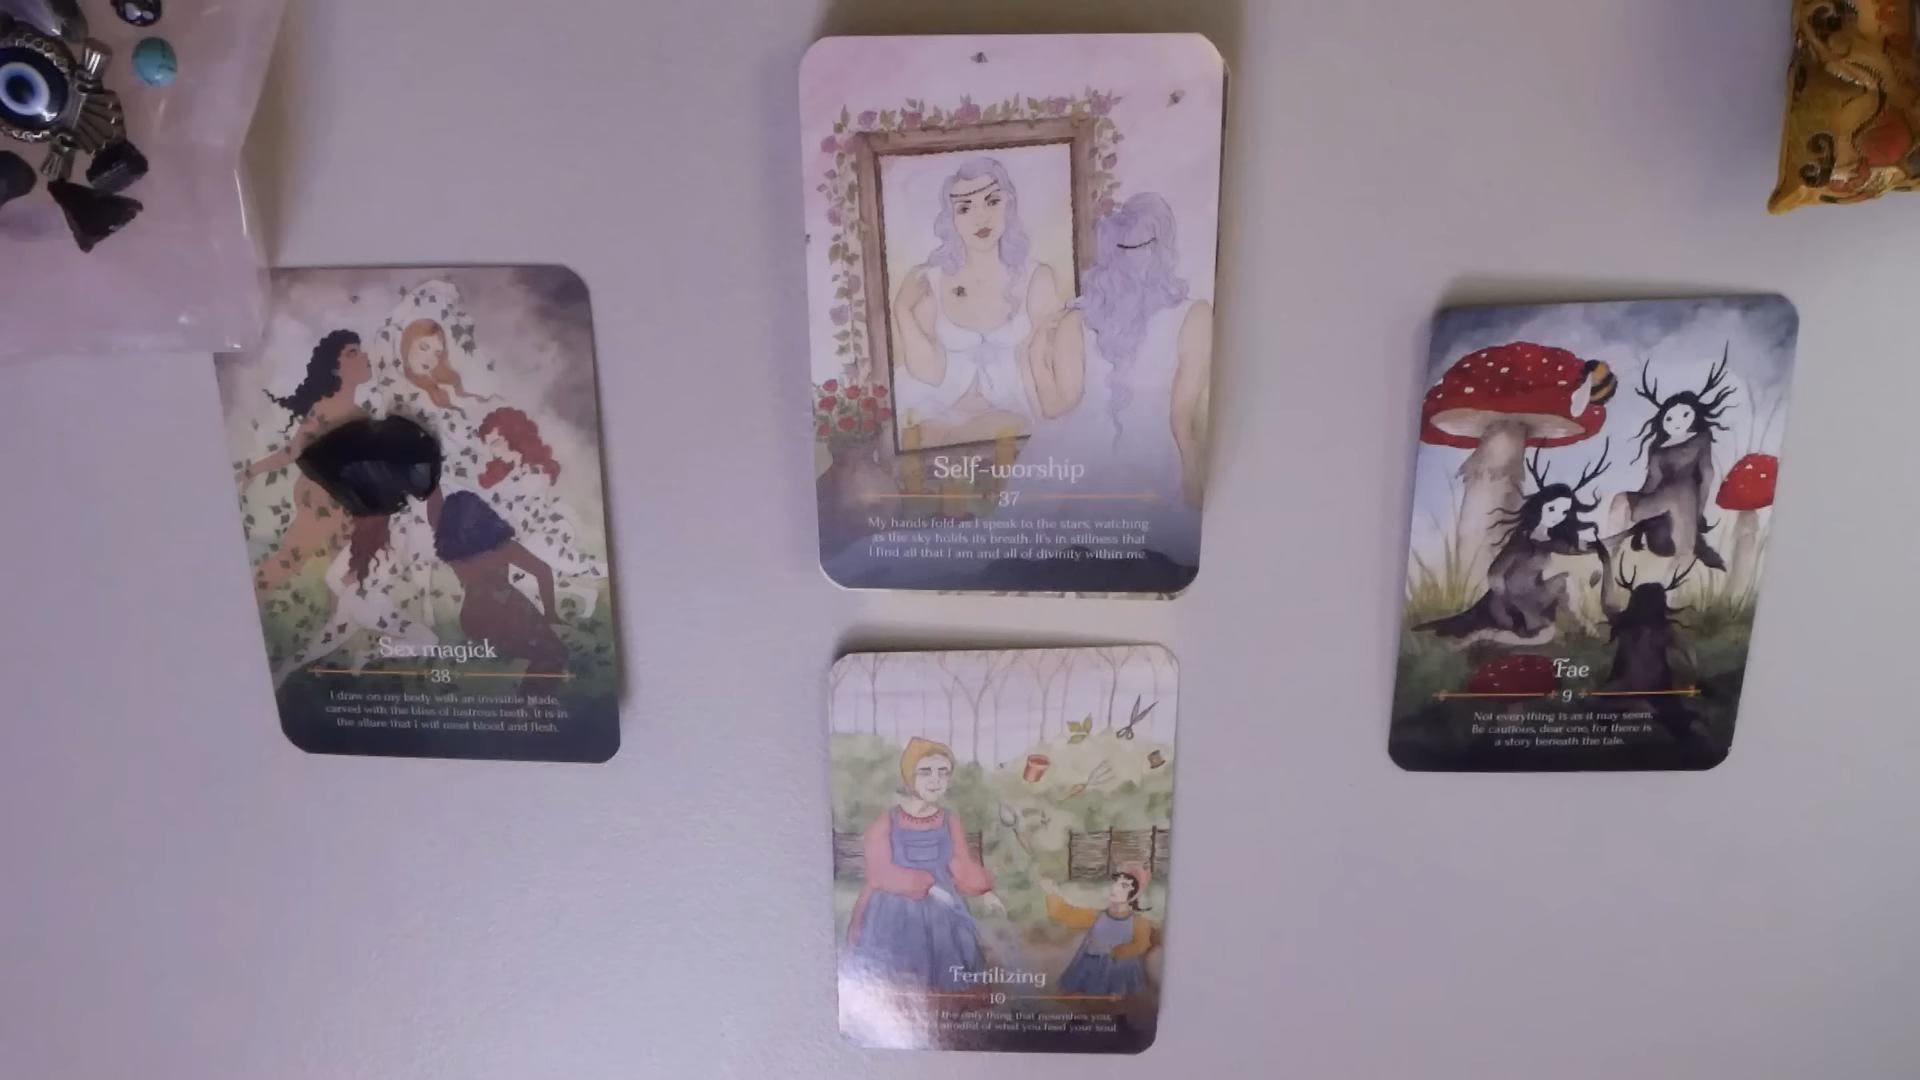 Self-worship
37
My hands fold as I speak to the stars, watching
as the sky holds its breath. It's in stillness that
I find all that I am and all of divinity within me.
Sex magick
38
I draw on my body with an invisible blade,
carved with the bliss of lustrous teeth. It is in
the allure that I will meet blood and flesh.
Fae
9
Not everything is as it may seem.
Be cautious, dear one, for there is
a story beneath the tale.
Fertilizing
10
the only thing that nourishes you,
mindful of what you feed your soul